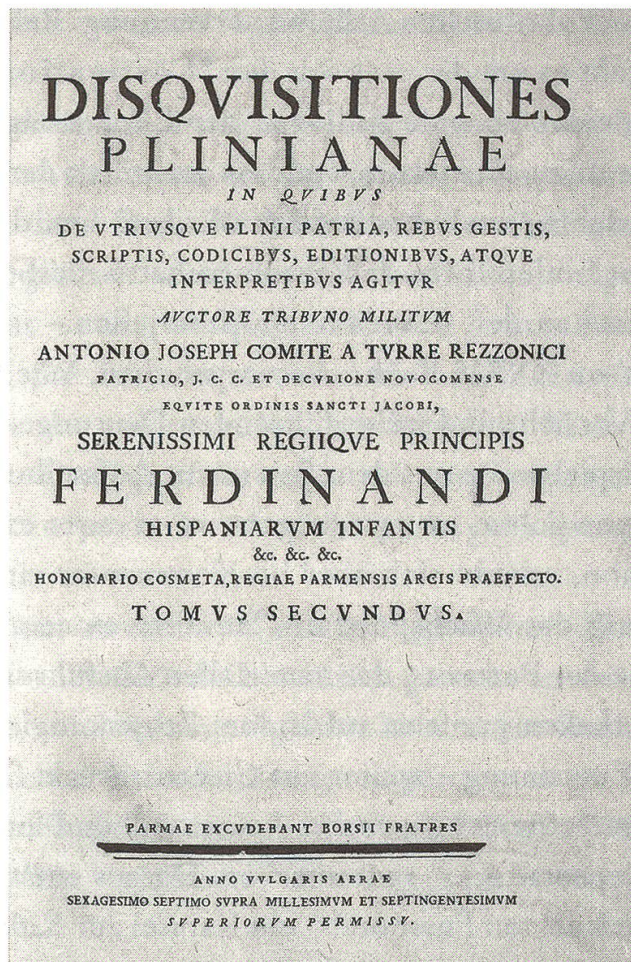 DISQVISITIONES
PLINIANAE
IN QVIBVS
DE VTRIVSQVE PLINII PATRIA, REBVS GESTIS,
SCRIPTIS, CODICIBVS, EDITIONIBVS, ATQVE
INTERPRETIBVS AGITVR
AVCTORE TRIBVNO MILITVM
ANTONIO JOSEPH COMITE A TVRRE REZZONICI
PATRICIO, J. C. C. ET DECVRIONE NOVOCOMENSE
EQVITE ORDINIS SANCTI JACOBI,
SERENISSIMI REGIIQVE PRINCIPIS
FERDINANDI
HISPANIARVM INFANTIS
&c. &c. &c.
HONORARIO COSMETA, REGIAE PARMENSIS ARCIS PRAEFECTO.
TOMVS SECVNDVS.
PARMAE EXCVDEBANT BORSII FRATRES
ANNO VVLGARIS AERAE
SEXAGESIMO SEPTIMO SVPRA MILLESIMVM ET SEPTINGENTESIMVM
SVPERIORVM PERMISSV.